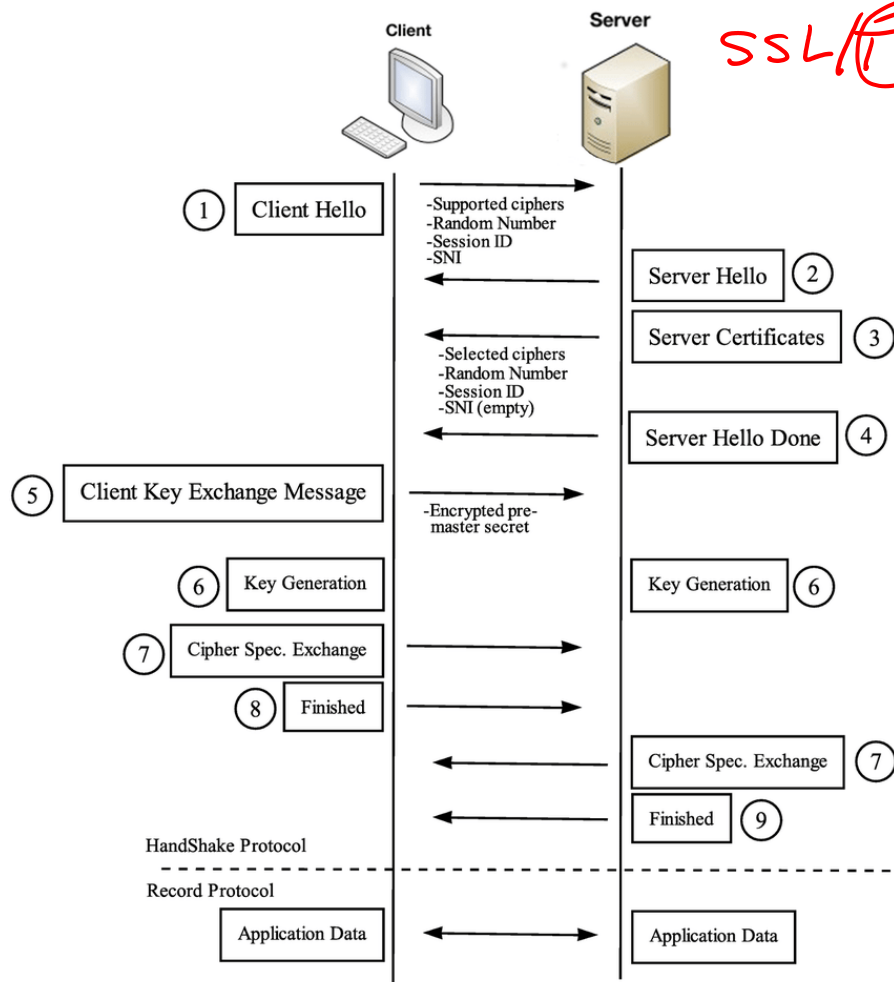 Client
Server
SSL/
1 Client Hello
-Supported ciphers
-Random Number
-Session ID
-SNI
Server Hello 2
Server Certificates 3
-Selected ciphers
-Random Number
-Session ID
-SNI (empty)
Server Hello Done 4
5 Client Key Exchange Message
-Encrypted pre-
master secret
6 Key Generation
Key Generation 6
7 Cipher Spec. Exchange
8 Finished
Cipher Spec. Exchange 7
Finished 9
HandShake Protocol
Record Protocol
Application Data
Application Data